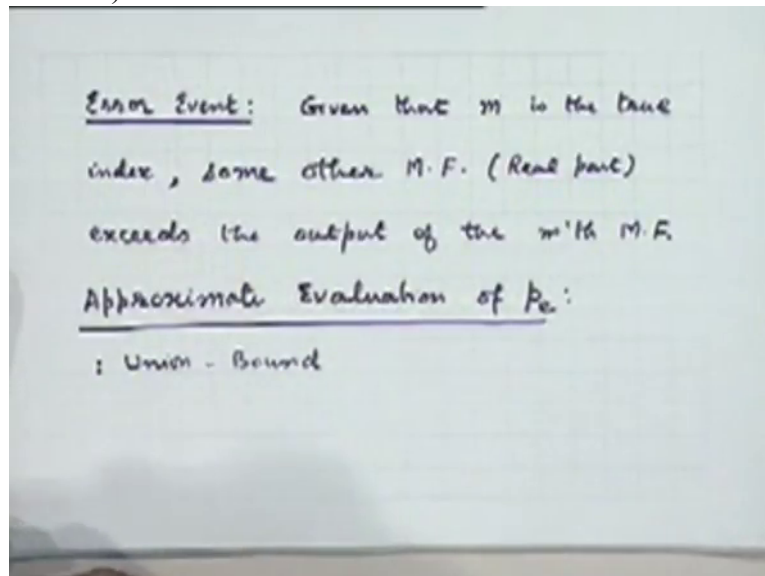 Error Event: Given that m is the true
index, some other M.F. (Real part)
exceeds the output of the m'th M.F.
Approximate Evaluation of Pe:
: Union - Bound